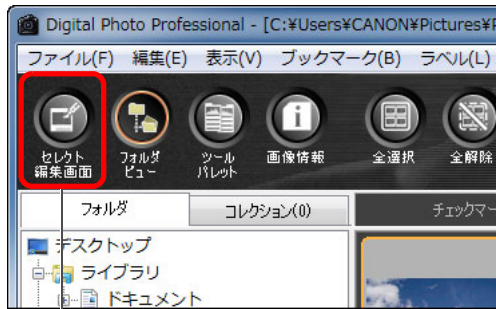 Digital Photo Professional - [C:¥Users¥CANON¥Pictures¥
ファイル(F) 編集(E) 表示(V) ブックマーク(B) ラベル(L)
セレクト
編集画面
フォルダ
ビュー
ツール
パレット
画像情報
全選択
全解除
フォルダ
コレクション(0)
チェックマー
デスクトップ
ライブラリ
ドキュメント